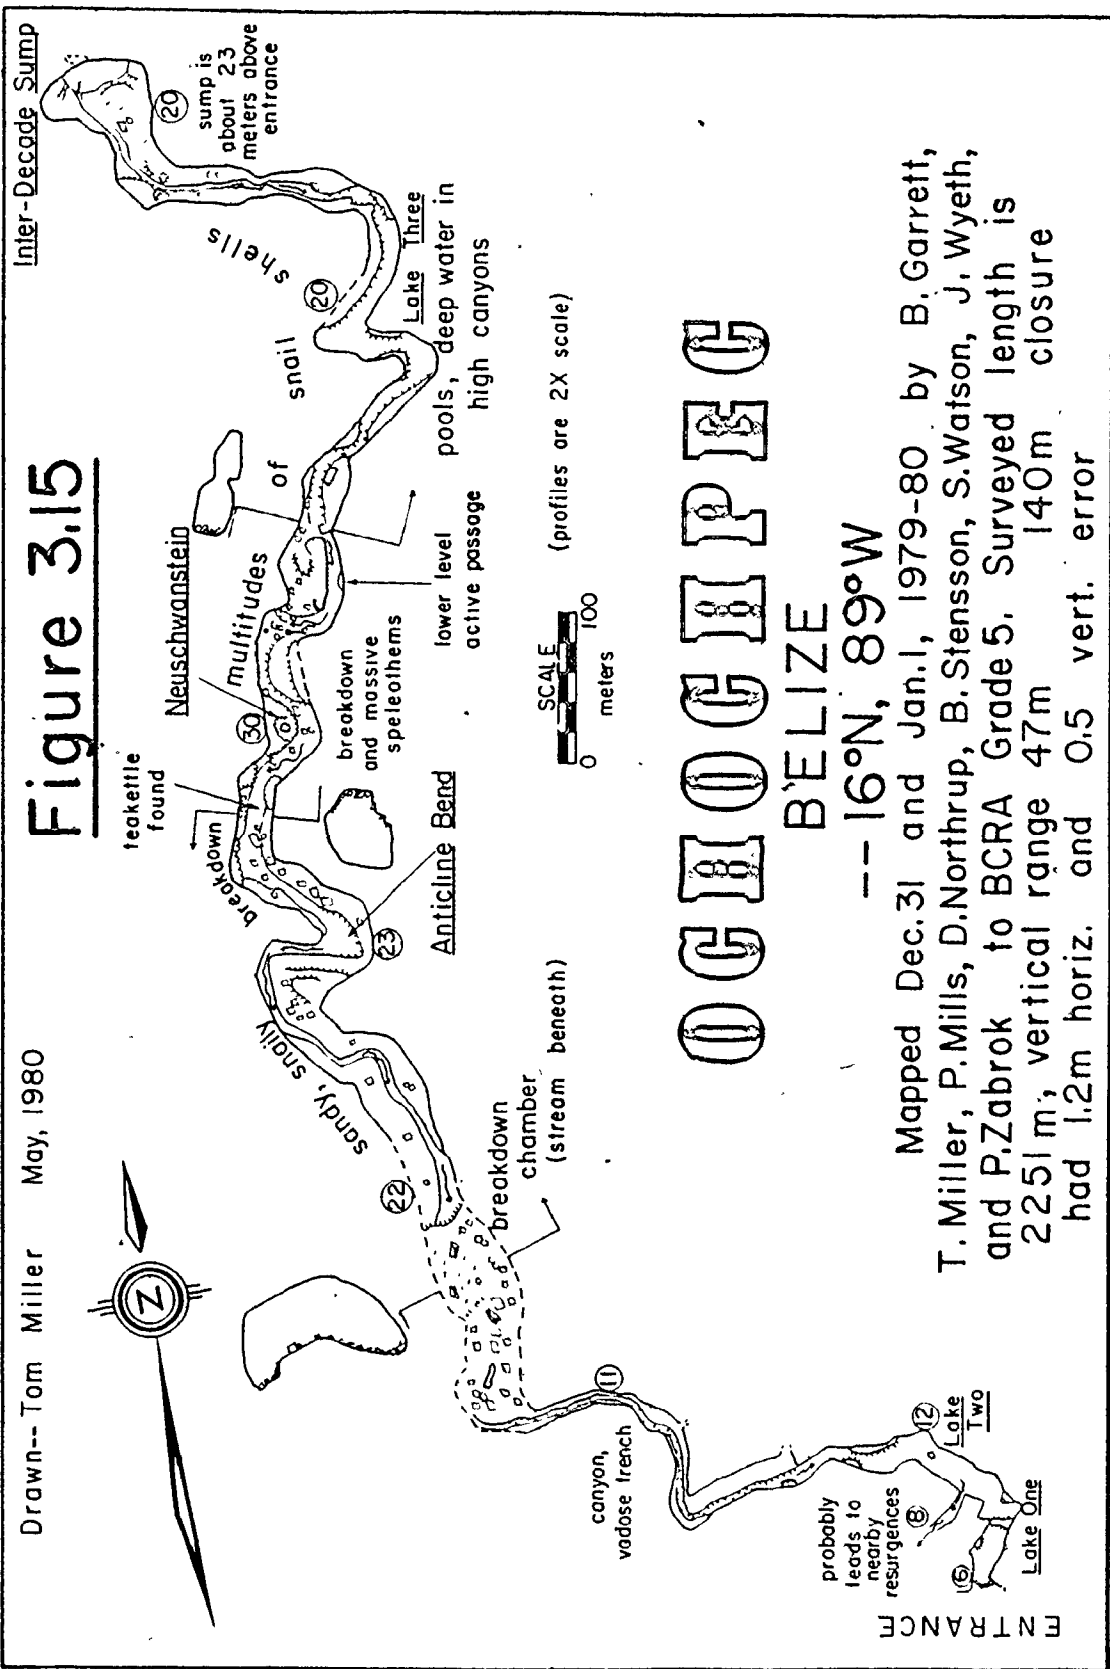 Figure 3.15
Drawn-- Tom Miller May, 1980
Inter-Decade Sump
20
sump is
about 23
meters above
entrance
multitudes of snail shells
20
Lake Three
pools, deep water in
high canyons
Neuschwanstein
lower level
active passage
30
breakdown
and massive
speleothems
teakettle
found
breakdown
Anticline Bend
23
sandy, snaily
22
breakdown
chamber
(stream beneath)
11
canyon,
vadose trench
12
Lake
Two
probably
leads to
nearby
resurgences
8
16
Lake One
ENTRANCE
N
SCALE
0 100
meters
(profiles are 2X scale)
OCHOCHPEC
BELIZE
--16°N, 89°W
Mapped Dec.31 and Jan.1, 1979-80 by B. Garrett,
T. Miller, P. Mills, D. Northrup, B. Stensson, S. Watson, J. Wyeth,
and P. Zabrok to BCRA Grade 5. Surveyed length is
2251m, vertical range 47m 140m closure
had 1.2m horiz. and 0.5 vert. error